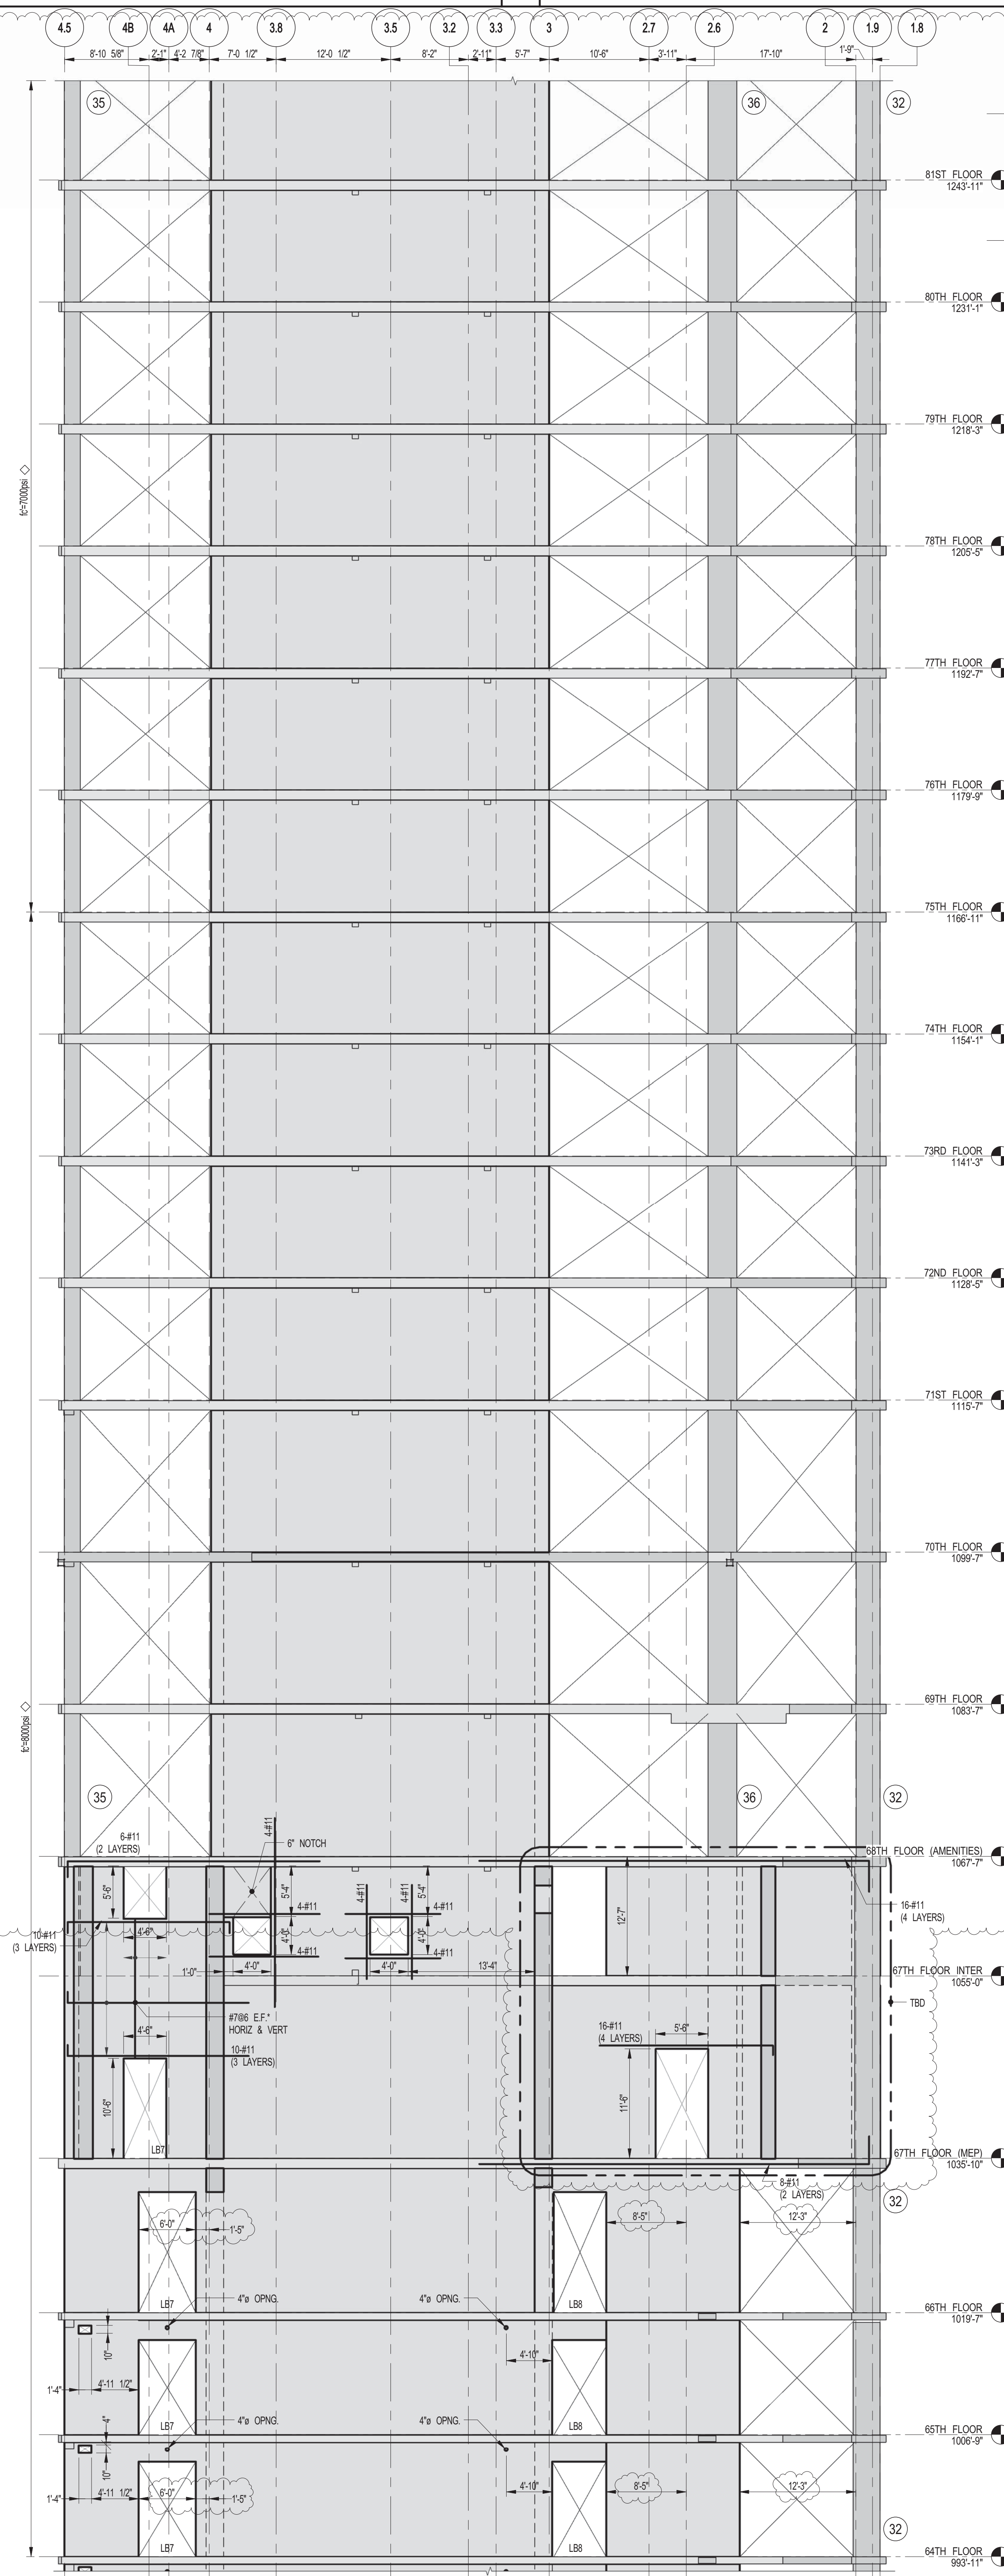 4.5 4B 4A 4 3.8 3.5 3.2 3.3 3 2.7 2.6 2 1.9 1.8
8'-10 5/8" 2'-1" 4'-2 7/8" 7'-0 1/2" 12'-0 1/2" 8'-2" 2'-11" 5'-7" 10'-6" 3'-11" 17'-10" 1'-9"
35 36 32
81ST FLOOR
1243'-11"
80TH FLOOR
1231'-1"
79TH FLOOR
1218'-3"
fc'=7000psi ◇
78TH FLOOR
1205'-5"
77TH FLOOR
1192'-7"
76TH FLOOR
1179'-9"
75TH FLOOR
1166'-11"
74TH FLOOR
1154'-1"
73RD FLOOR
1141'-3"
72ND FLOOR
1128'-5"
71ST FLOOR
1115'-7"
70TH FLOOR
1099'-7"
69TH FLOOR
1083'-7"
fc'=8000psi ◇
35 36 32
6-#11
(2 LAYERS)
4-#11
6" NOTCH
68TH FLOOR (AMENITIES)
1067'-7"
5'-6"
5'-4"
4-#11
4-#11
5'-4"
12'-7"
16-#11
(4 LAYERS)
4-#11
4-#11
10-#11
(3 LAYERS)
4'-6"
4'-0"
4'-0"
4-#11
4-#11
1'-0"
4'-0"
4'-0"
13'-4"
67TH FLOOR INTER
1055'-0"
TBD
#7@6 E.F.*
HORIZ & VERT
4'-6"
16-#11
(4 LAYERS)
5'-6"
10-#11
(3 LAYERS)
10'-6"
11'-6"
LB7
67TH FLOOR (MEP)
1035'-10"
8-#11
(2 LAYERS)
32
6'-0" 1'-5" 8'-5" 12'-3"
4"ø OPNG. 4"ø OPNG.
LB7 LB8
66TH FLOOR
1019'-7"
10"
4'-10"
1'-4" 4'-11 1/2"
4"
4"ø OPNG. 4"ø OPNG.
LB7 LB8
65TH FLOOR
1006'-9"
10"
1'-4" 4'-11 1/2" 6'-0" 1'-5" 4'-10" 8'-5" 12'-3"
32
LB7 LB8
64TH FLOOR
993'-11"